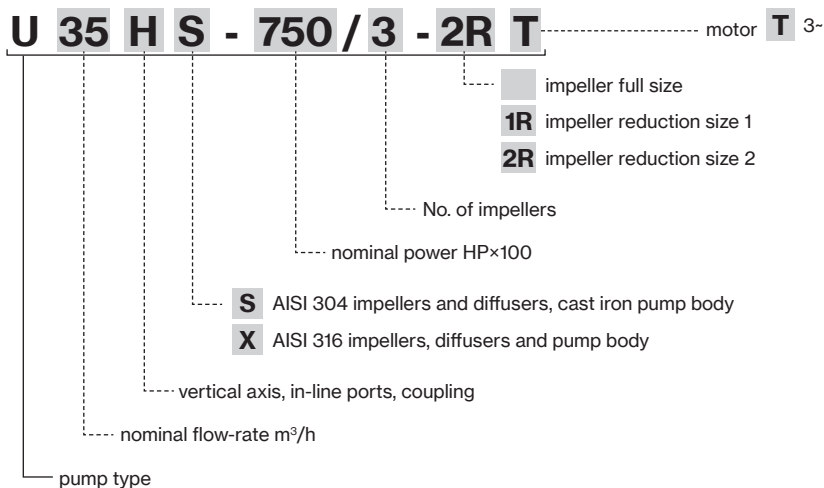 U 35 H S - 750 / 3 - 2R T
motor T 3~
impeller full size
1R impeller reduction size 1
2R impeller reduction size 2
No. of impellers
nominal power HP×100
S AISI 304 impellers and diffusers, cast iron pump body
X AISI 316 impellers, diffusers and pump body
vertical axis, in-line ports, coupling
nominal flow-rate m³/h
pump type